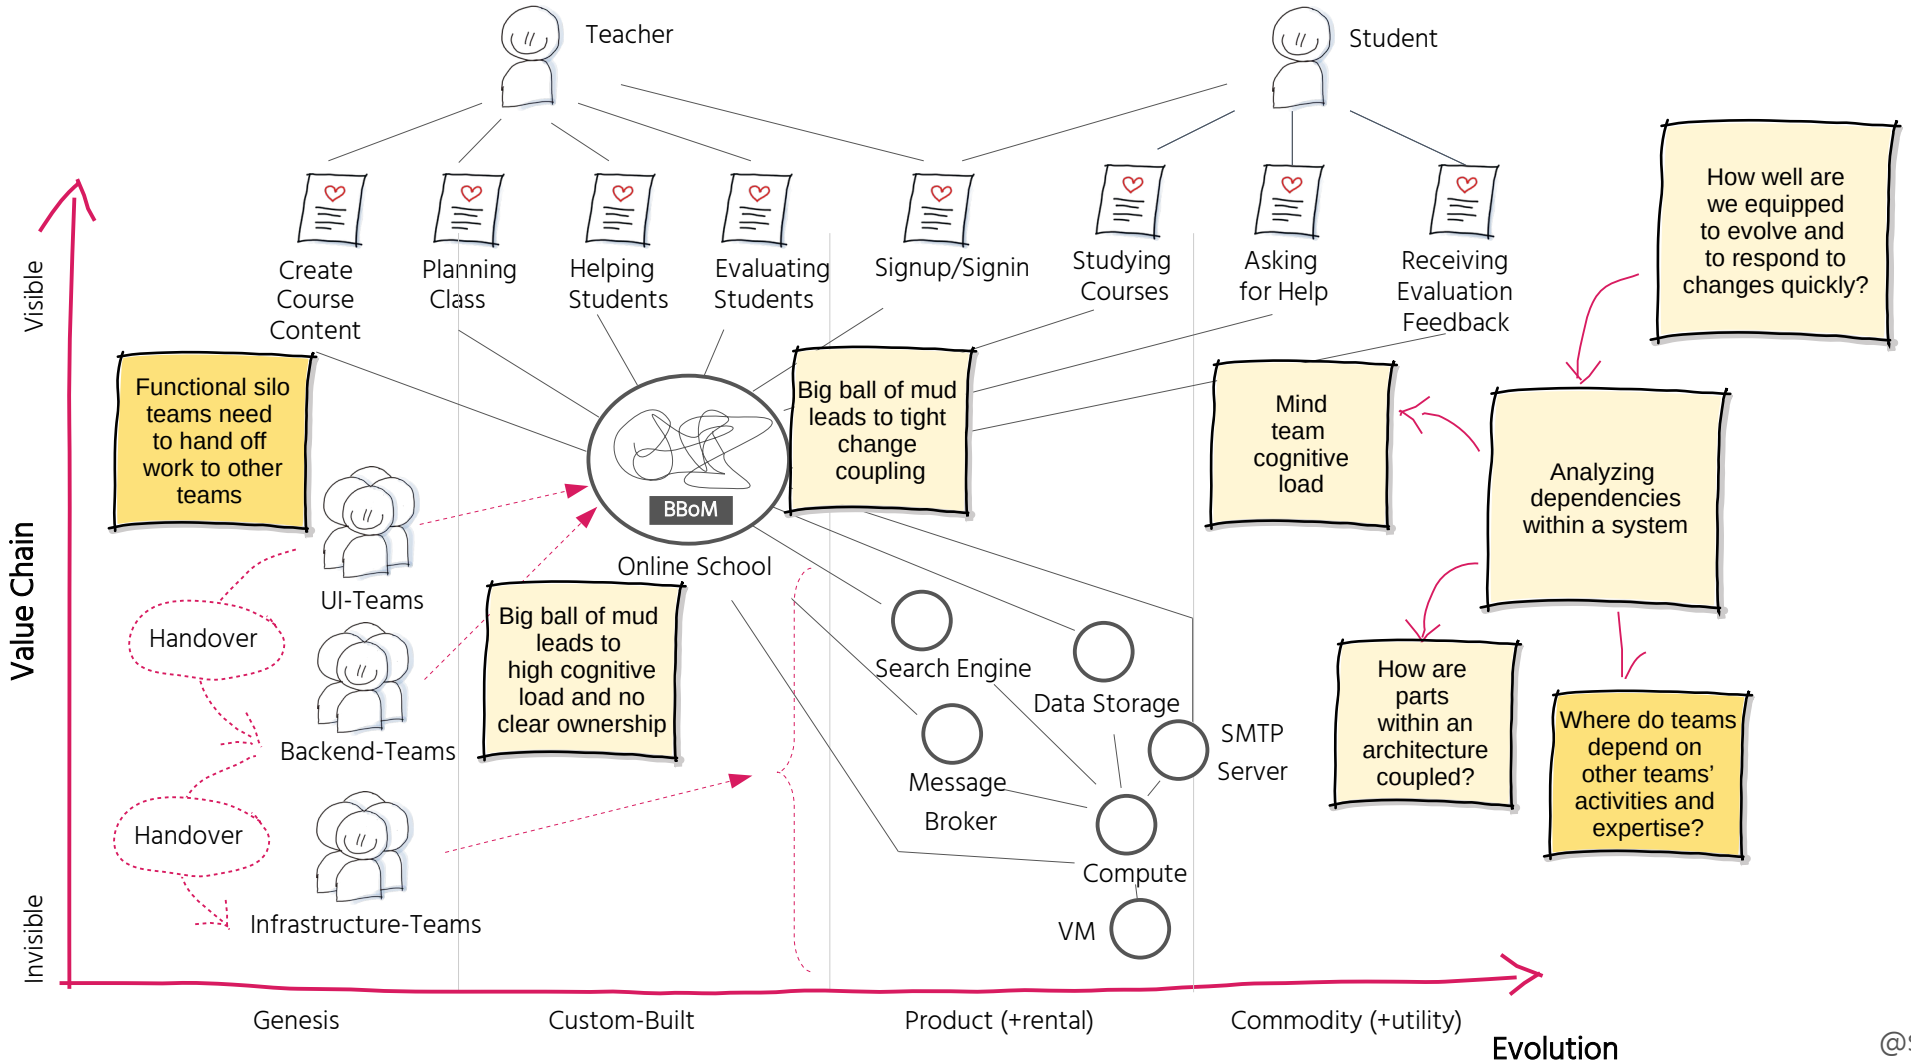 Teacher
Student
Create
Course
Content
Planning
Class
Helping
Students
Evaluating
Students
Signup/Signin
Studying
Courses
Asking
for Help
Receiving
Evaluation
Feedback
How well are
we equipped
to evolve and
to respond to
changes quickly?
Visible
Value Chain
Invisible
Functional silo
teams need
to hand off
work to other
teams
Big ball of mud
leads to tight
change
coupling
Mind
team
cognitive
load
Analyzing
dependencies
within a system
BBoM
Online School
UI-Teams
Handover
Backend-Teams
Handover
Infrastructure-Teams
Big ball of mud
leads to
high cognitive
load and no
clear ownership
Search Engine
Data Storage
Message
Broker
SMTP
Server
Compute
VM
How are
parts
within an
architecture
coupled?
Where do teams
depend on
other teams’
activities and
expertise?
Genesis
Custom-Built
Product (+rental)
Commodity (+utility)
Evolution